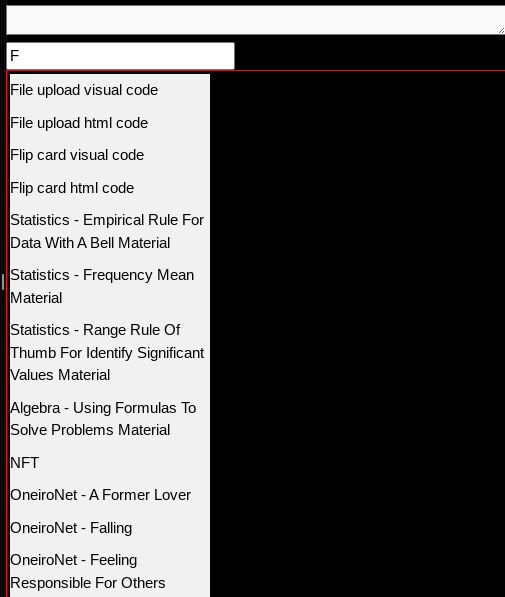 F
File upload visual code
File upload html code
Flip card visual code
Flip card html code
Statistics - Empirical Rule For
Data With A Bell Material
Statistics - Frequency Mean
Material
Statistics - Range Rule Of
Thumb For Identify Significant
Values Material
Algebra - Using Formulas To
Solve Problems Material
NFT
OneiroNet - A Former Lover
OneiroNet - Falling
OneiroNet - Feeling
Responsible For Others